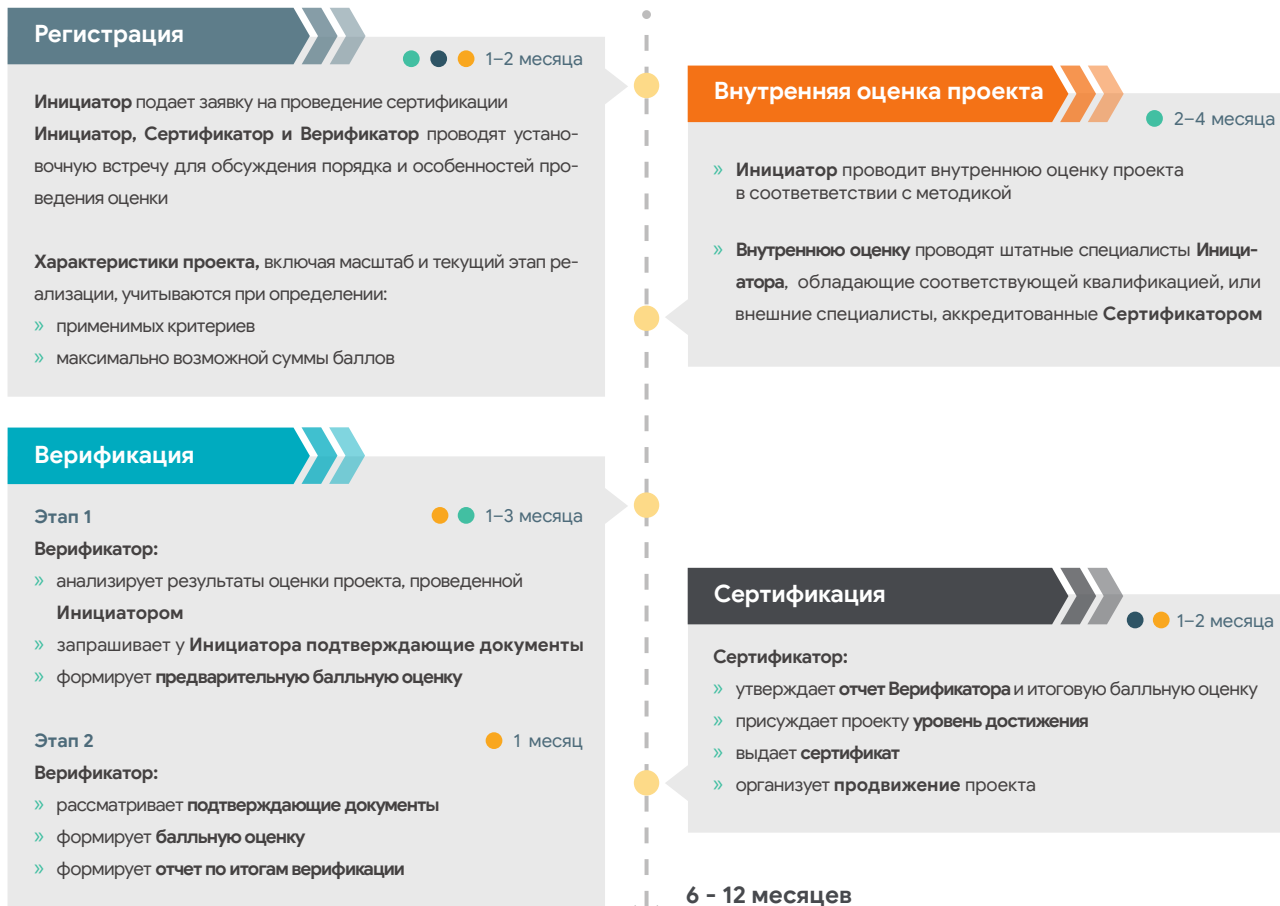 Регистрация
1–2 месяца
Инициатор подает заявку на проведение сертификации
Инициатор, Сертификатор и Верификатор проводят устано-
вочную встречу для обсуждения порядка и особенностей про-
ведения оценки
Характеристики проекта, включая масштаб и текущий этап ре-
ализации, учитываются при определении:
» применимых критериев
» максимально возможной суммы баллов
Внутренняя оценка проекта
2–4 месяца
» Инициатор проводит внутреннюю оценку проекта
в соответветствии с методикой
» Внутреннюю оценку проводят штатные специалисты Иници-
атора, обладающие соответствующей квалификацией, или
внешние специалисты, аккредитованные Сертификатором
Верификация
Этап 1
1–3 месяца
Верификатор:
» анализирует результаты оценки проекта, проведенной
Инициатором
» запрашивает у Инициатора подтверждающие документы
» формирует предварительную балльную оценку
Этап 2
1 месяц
Верификатор:
» рассматривает подтверждающие документы
» формирует балльную оценку
» формирует отчет по итогам верификации
Сертификация
1–2 месяца
Сертификатор:
» утверждает отчет Верификатора и итоговую балльную оценку
» присуждает проекту уровень достижения
» выдает сертификат
» организует продвижение проекта
6 - 12 месяцев